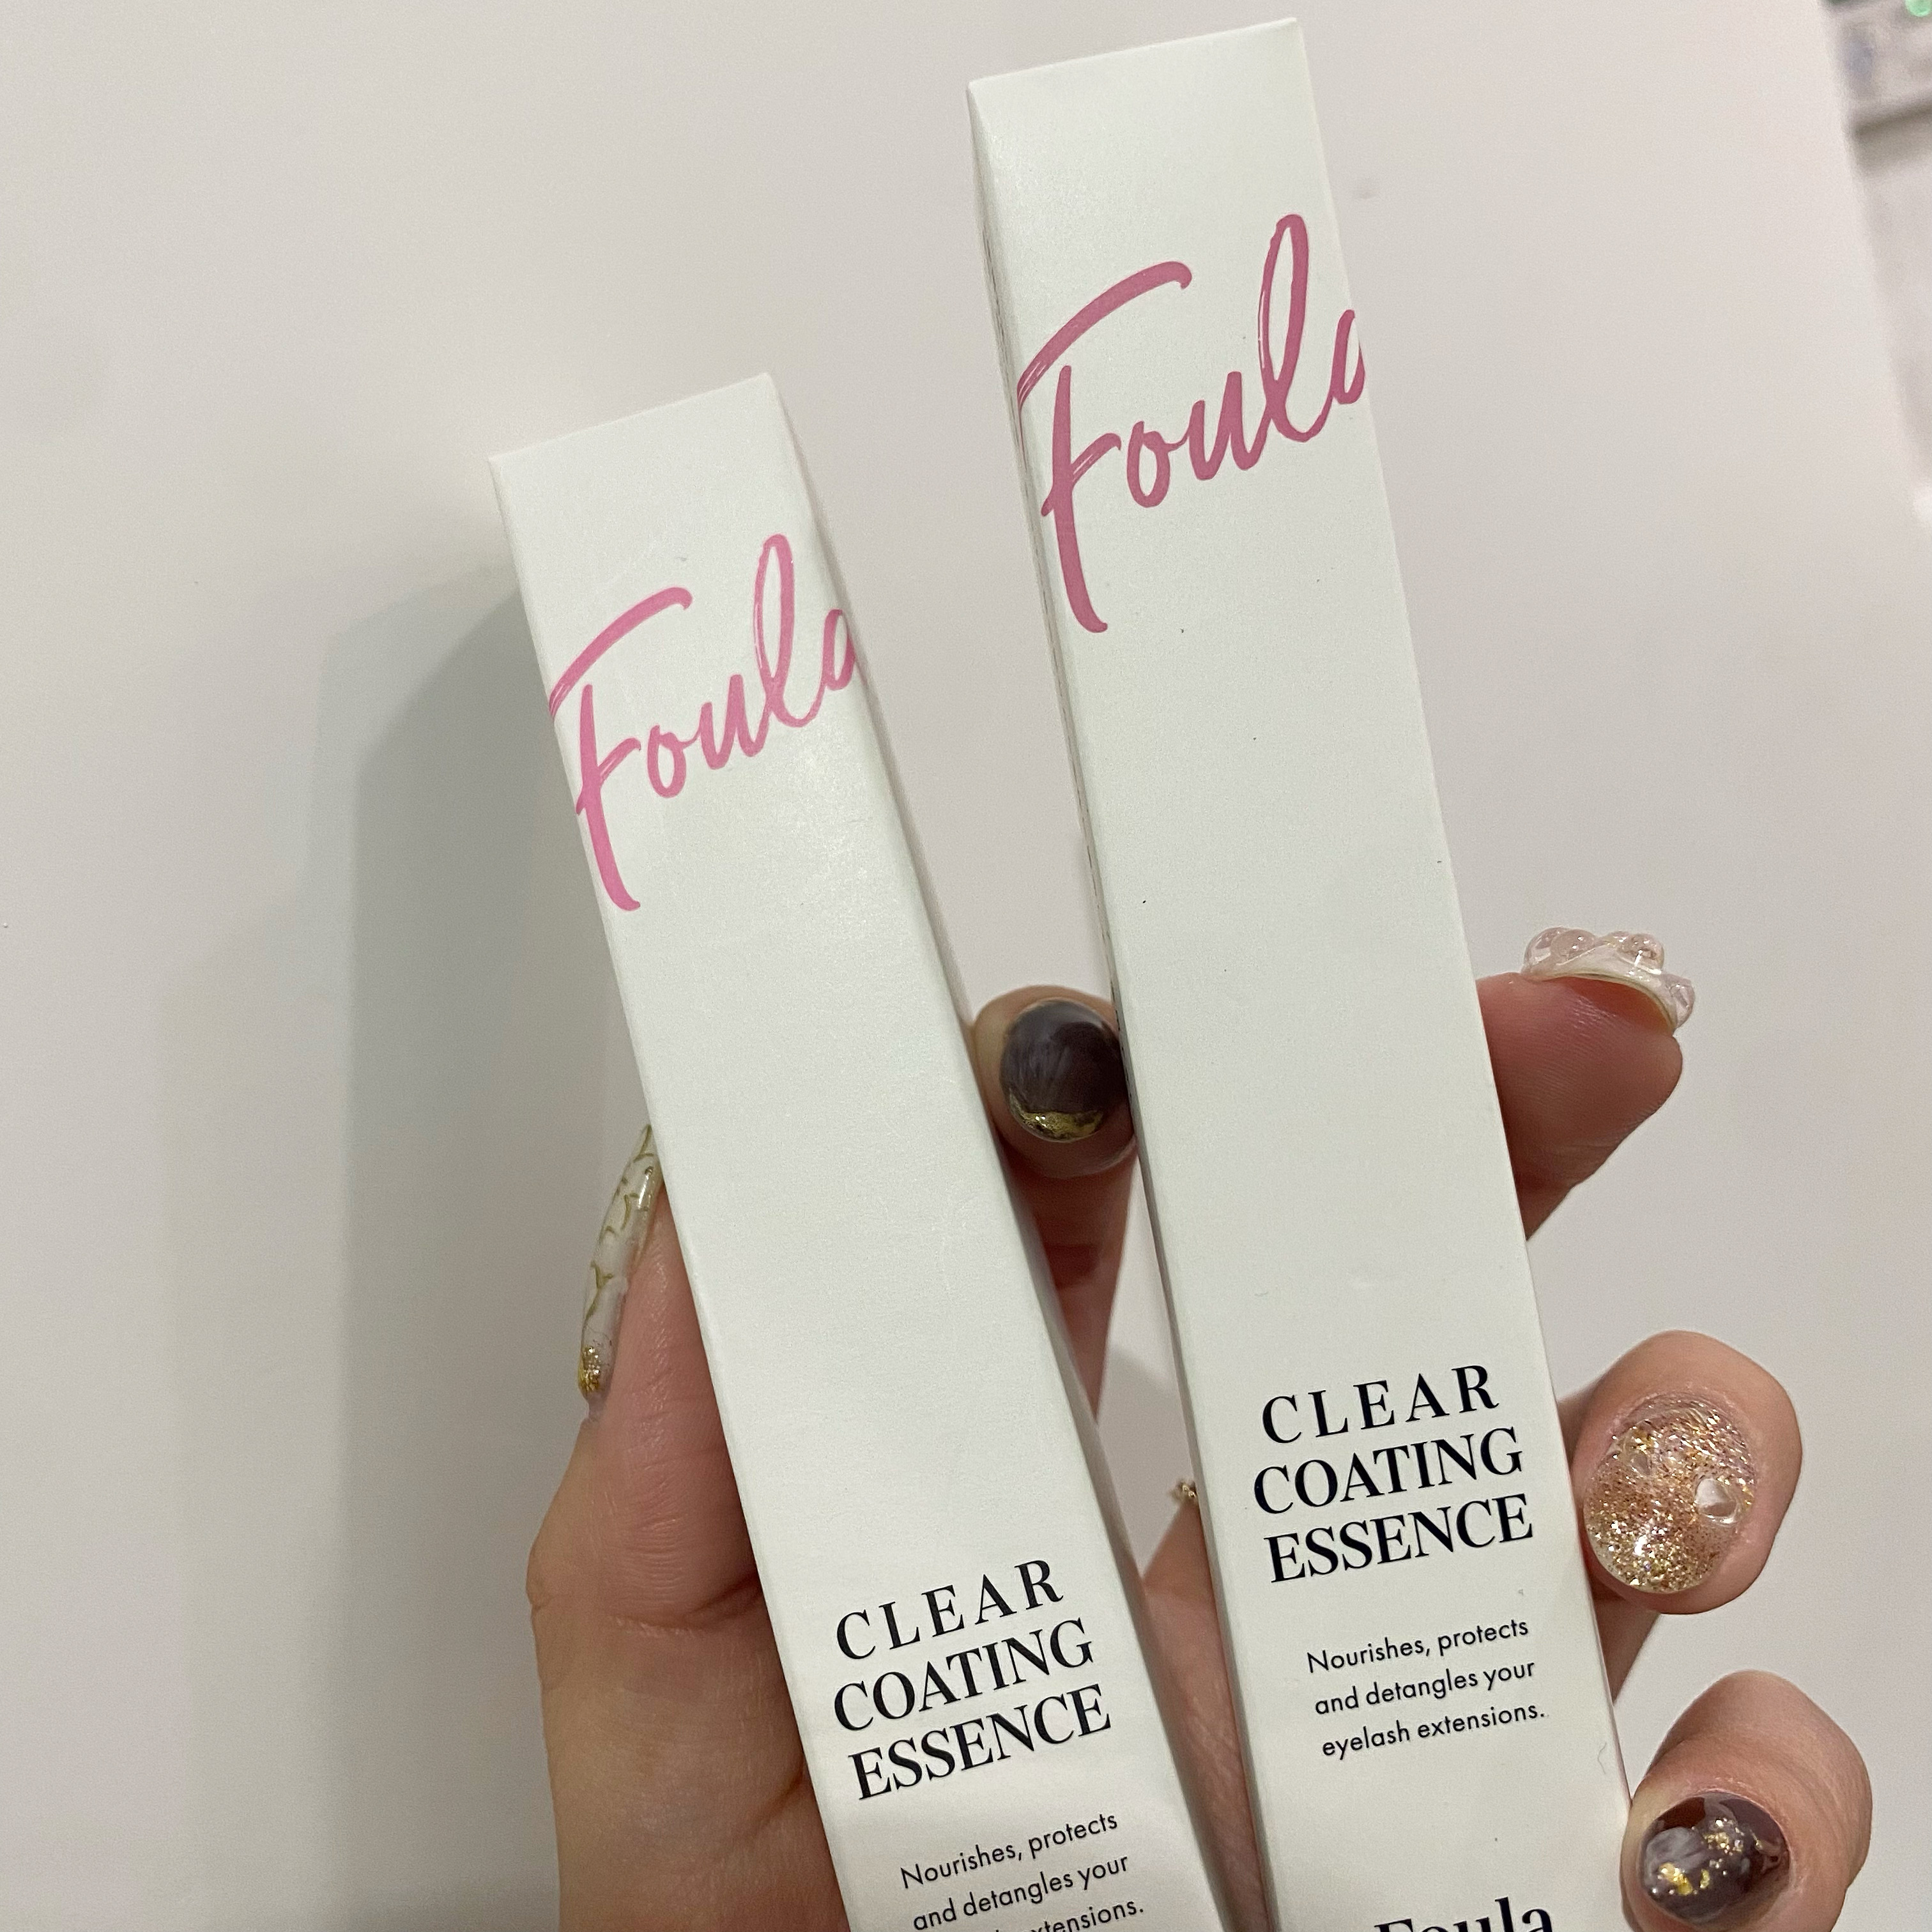 Foula
CLEAR
COATING
ESSENCE
Nourishes, protects
and detangles your
Foula
CLEAR
COATING
ESSENCE
Nourishes, protects
and detangles your
eyelash extensions.
Foula